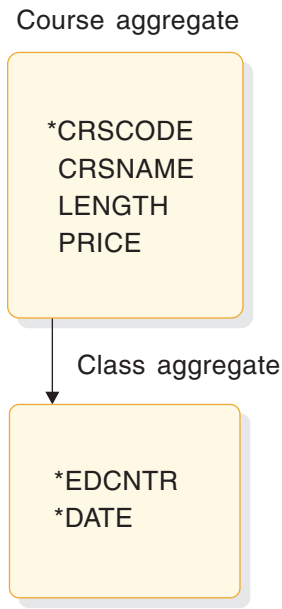 Course aggregate
*CRSCODE
CRSNAME
LENGTH
PRICE
Class aggregate
*EDCNTR
*DATE